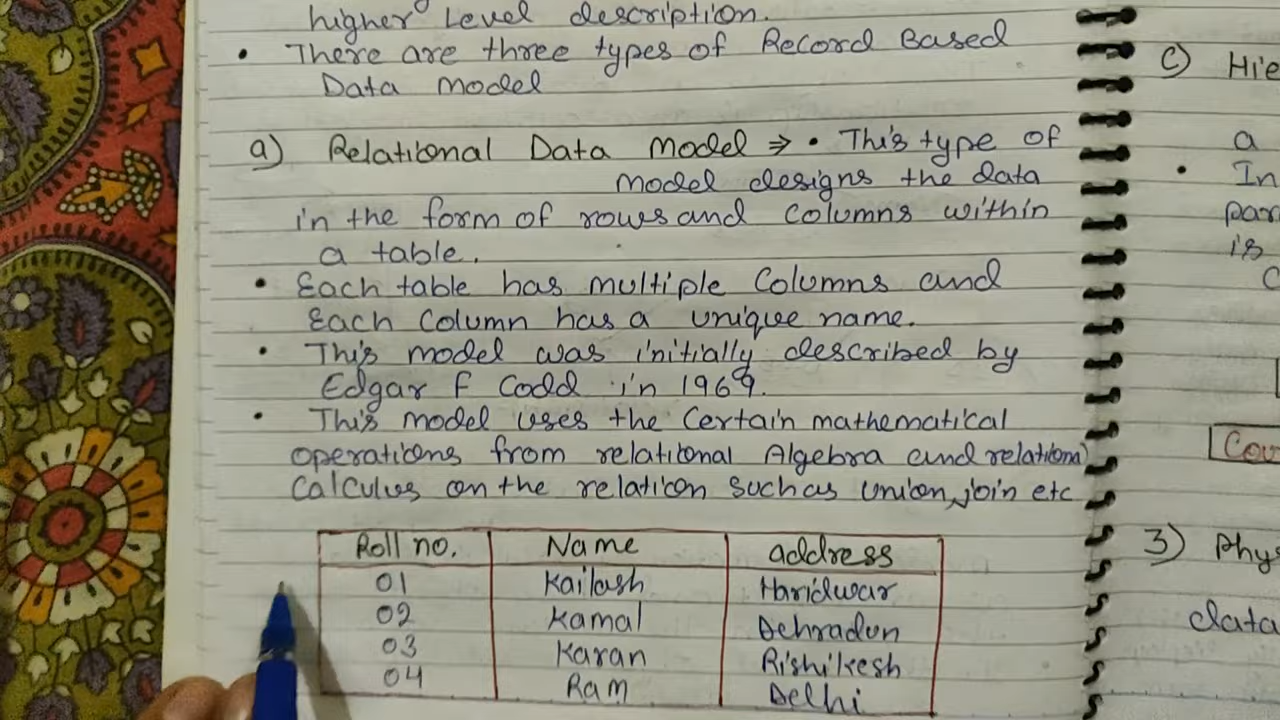 higher Level description.
• There are three types of Record Based
Data Model
a) Relational Data Model ⇒ • This type of
Model designs the data
in the form of rows and Columns within
a table.
• Each table has multiple Columns and
Each Column has a unique name.
• This model was initially described by
Edgar F Codd in 1969.
• This model uses the Certain mathematical
operations from relational Algebra and relational
Calculus on the relation such as Union, join etc
Roll no. Name address
01 Kailash Haridwar
02 Kamal Dehradun
03 Karan Rishikesh
04 Ram Delhi
c) Hie
a
• In
par
is
C
Cou
3) Phys
data